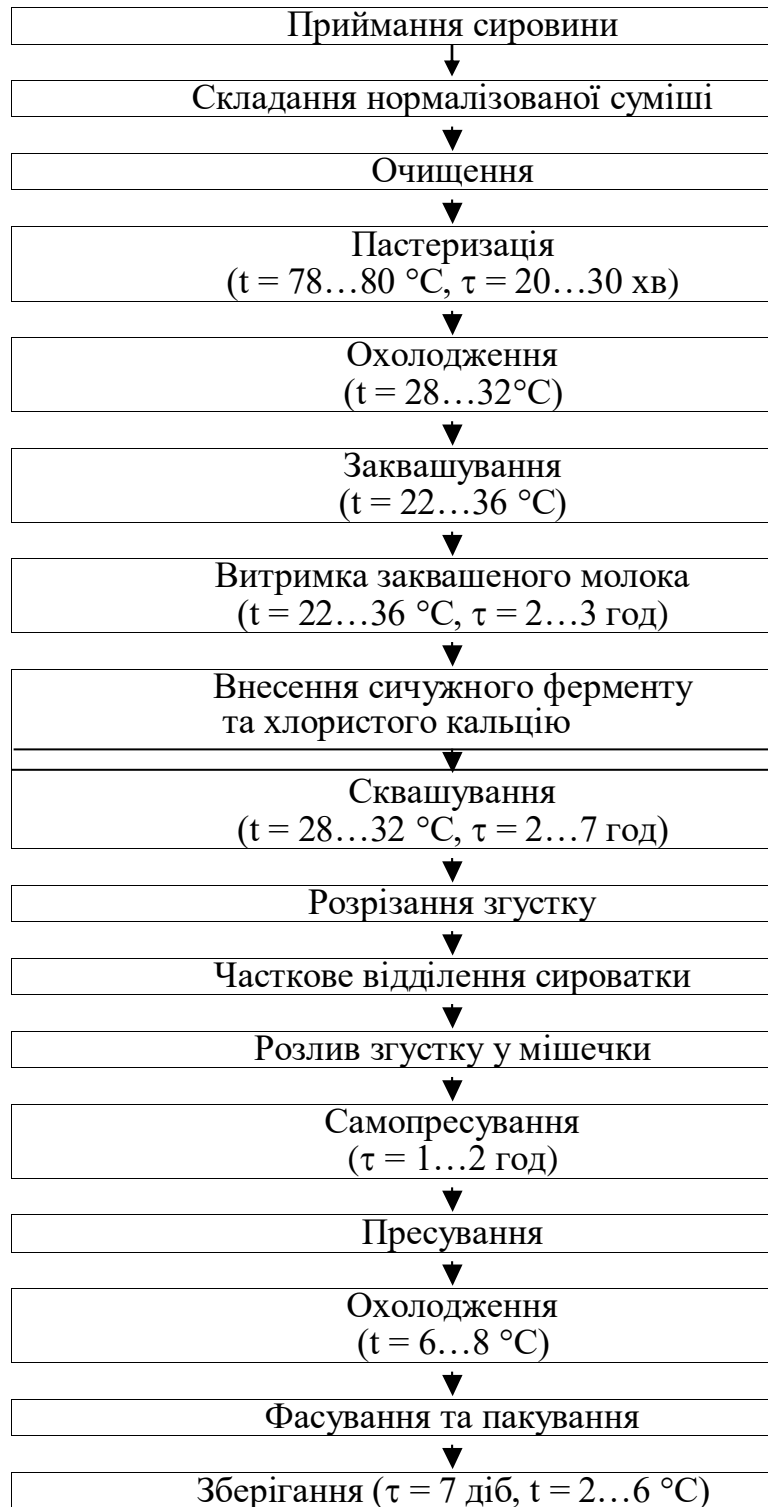 Приймання сировини
Складання нормалізованої суміші
Очищення
Пастеризація
(t = 78…80 °C, τ = 20…30 хв)
Охолодження
(t = 28…32°C)
Заквашування
(t = 22…36 °C)
Витримка заквашеного молока
(t = 22…36 °C, τ = 2…3 год)
Внесення сичужного ферменту
та хлористого кальцію
Сквашування
(t = 28…32 °C, τ = 2…7 год)
Розрізання згустку
Часткове відділення сироватки
Розлив згустку у мішечки
Самопресування
(τ = 1…2 год)
Пресування
Охолодження
(t = 6…8 °C)
Фасування та пакування
Зберігання (τ = 7 діб, t = 2…6 °C)